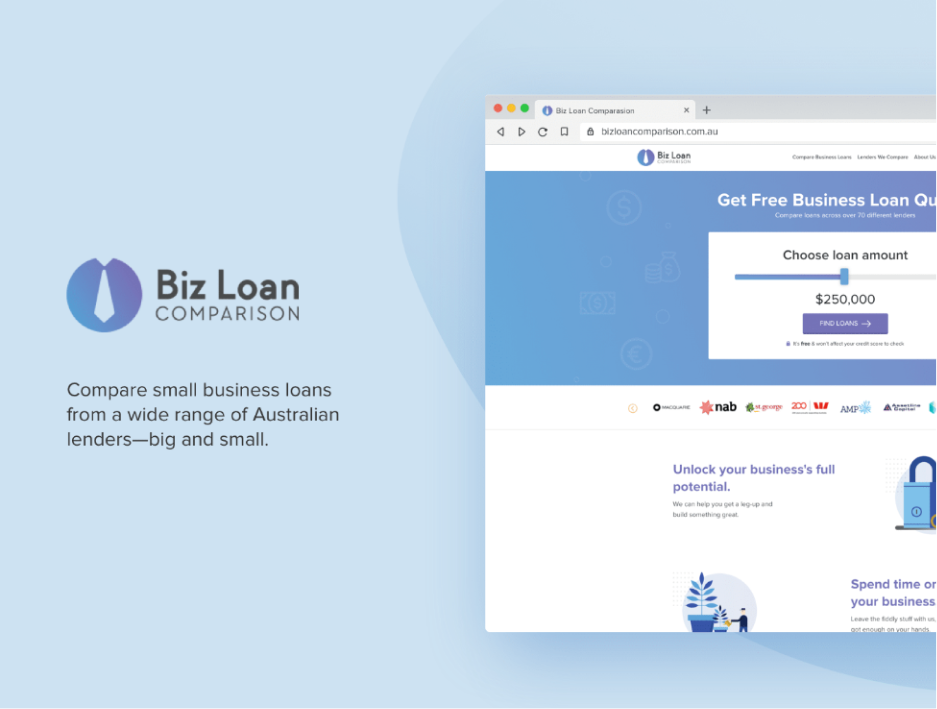 Biz Loan
COMPARISON
Compare small business loans
from a wide range of Australian
lenders—big and small.
Biz Loan Comparasion
bizloancomparison.com.au
Biz Loan
COMPARISON
Compare Business Loans Lenders We Compare About Us
Get Free Business Loan Qu
Compare loans across over 70 different lenders
Choose loan amount
$250,000
FIND LOANS
It's free & won't affect your credit score to check
MACQUARIE nab st.george 200 AMP Capital
Unlock your business's full
potential.
We can help you get a leg-up and
build something great.
Spend time on
your business
Leave the fiddly stuff with us,
got enough on your hands